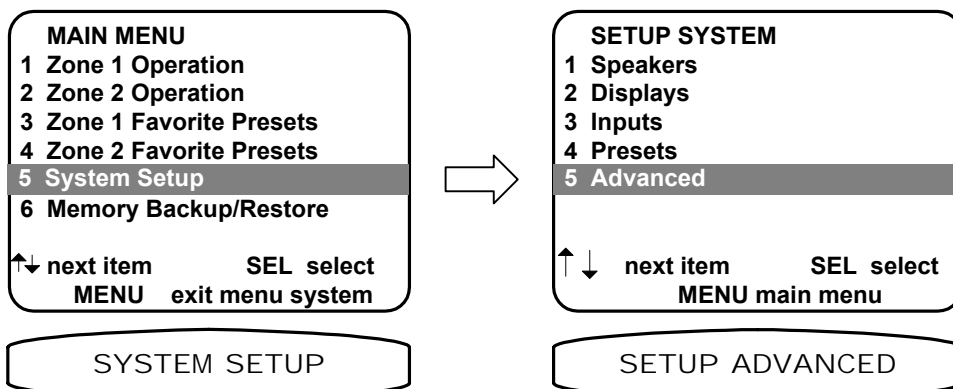 MAIN MENU
1 Zone 1 Operation
2 Zone 2 Operation
3 Zone 1 Favorite Presets
4 Zone 2 Favorite Presets
5 System Setup
6 Memory Backup/Restore
↑↓ next item SEL select
MENU exit menu system
SYSTEM SETUP
SETUP SYSTEM
1 Speakers
2 Displays
3 Inputs
4 Presets
5 Advanced
↑ ↓ next item SEL select
MENU main menu
SETUP ADVANCED